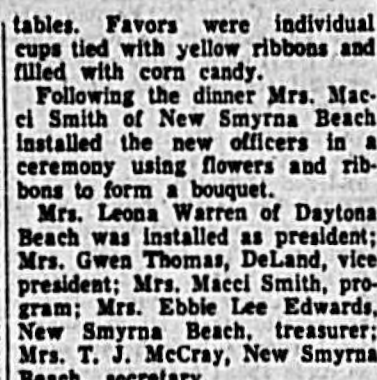 tables. Favors were individual
cups tied with yellow ribbons and
filled with corn candy.
Following the dinner Mrs. Mac-
ci Smith of New Smyrna Beach
installed the new officers in a
ceremony using flowers and rib-
bons to form a bouquet.
Mrs. Leona Warren of Daytona
Beach was installed as president;
Mrs. Gwen Thomas, DeLand, vice
president; Mrs. Macci Smith, pro-
gram; Mrs. Ebbie Lee Edwards,
New Smyrna Beach, treasurer;
Mrs. T. J. McCray, New Smyrna
Beach, secretary